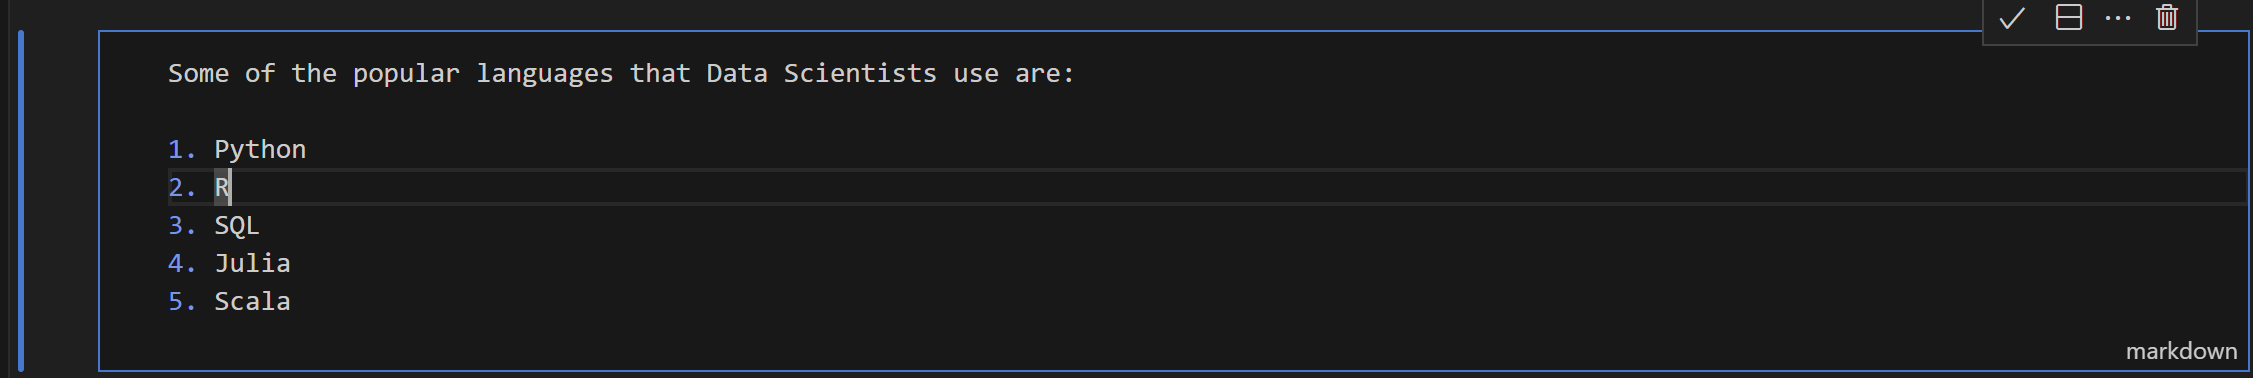 Some of the popular languages that Data Scientists use are:
1. Python
2. R
3. SQL
4. Julia
5. Scala
markdown